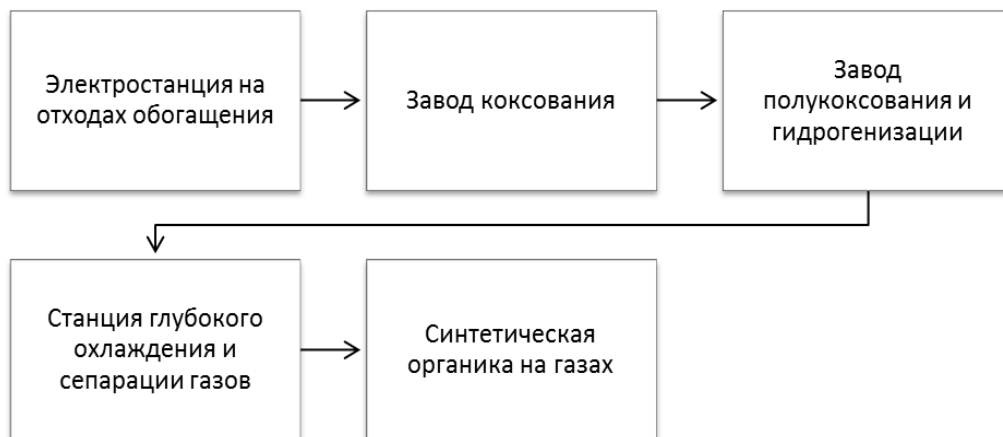 Электростанция на
отходах обогащения
Завод коксования
Завод
полукоксования и
гидрогенизации
Станция глубокого
охлаждения и
сепарации газов
Синтетическая
органика на газах